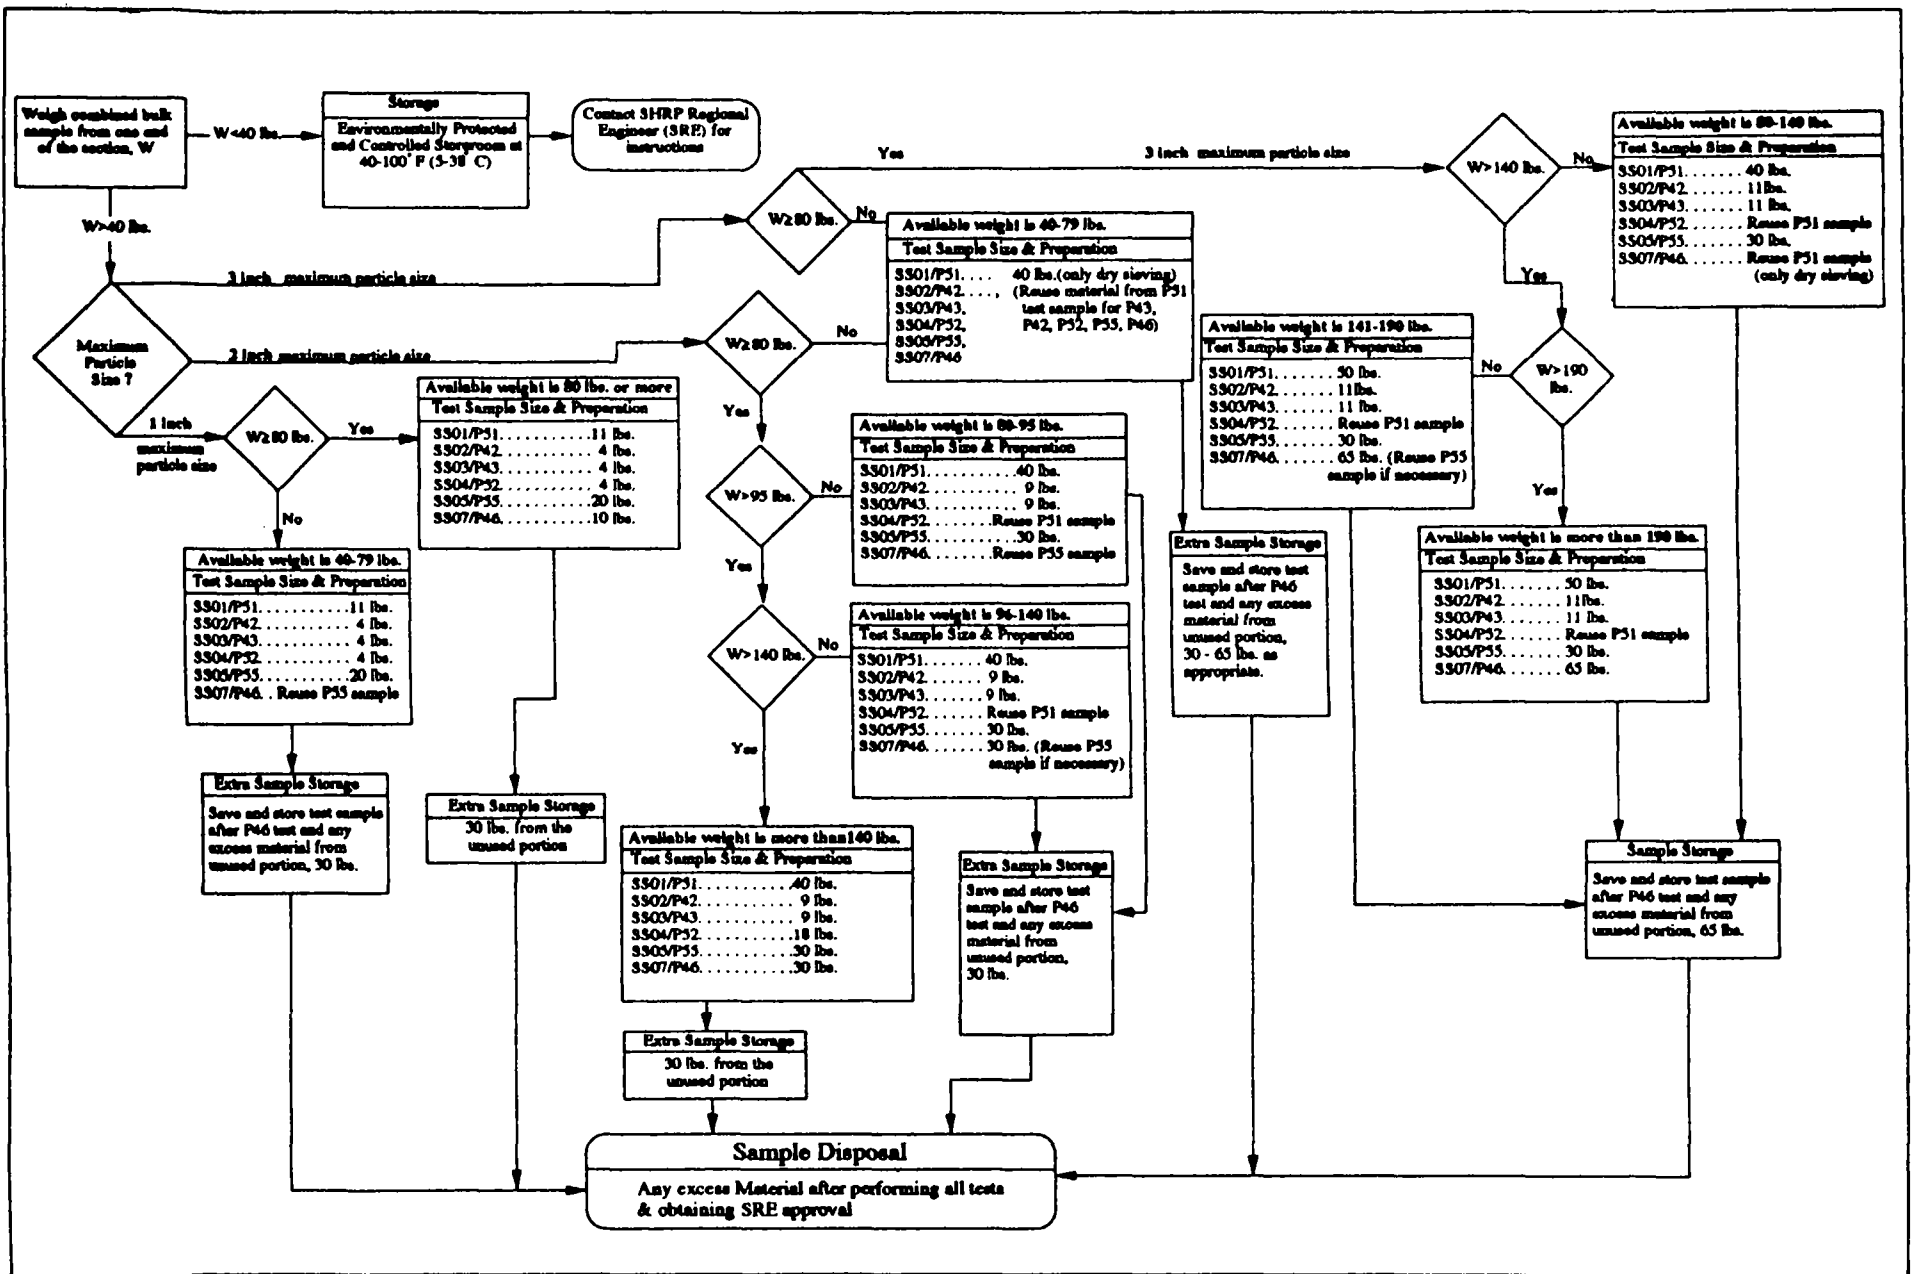 Weigh combined bulk
sample from one end
of the section, W
W<40 lbs.
Storage
Environmentally Protected
and Controlled Storeroom at
40-100° F (5-38° C)
Contact SHRP Regional
Engineer (SRE) for
instructions
W>40 lbs.
Maximum
Particle
Size ?
3 inch maximum particle size
2 inch maximum particle size
1 inch
maximum
particle size
W≥80 lbs.
Yes
3 inch maximum particle size
No
W>140 lbs.
No
Yes
Available weight is 80-140 lbs.
Test Sample Size & Preparation
SS01/P51....... 40 lbs.
SS02/P42....... 11lbs.
SS03/P43....... 11 lbs.
SS04/P52....... Reuse P51 sample
SS05/P55....... 30 lbs.
SS07/P46....... Reuse P51 sample
(only dry sieving)
Available weight is 40-79 lbs.
Test Sample Size & Preparation
SS01/P51.... 40 lbs.(only dry sieving)
SS02/P42...., (Reuse material from P51
SS03/P43, test sample for P43,
SS04/P52, P42, P52, P55, P46)
SS05/P55,
SS07/P46
W≥80 lbs.
No
Yes
Available weight is 141-190 lbs.
Test Sample Size & Preparation
SS01/P51....... 50 lbs.
SS02/P42....... 11lbs.
SS03/P43....... 11 lbs.
SS04/P52....... Reuse P51 sample
SS05/P55....... 30 lbs.
SS07/P46....... 65 lbs. (Reuse P55
sample if necessary)
No
W>190
lbs.
Yes
W≥80 lbs.
Yes
No
Available weight is 80 lbs. or more
Test Sample Size & Preparation
SS01/P51...........11 lbs.
SS02/P42........... 4 lbs.
SS03/P43........... 4 lbs.
SS04/P52........... 4 lbs.
SS05/P55...........20 lbs.
SS07/P46...........10 lbs.
W>95 lbs.
No
Yes
Available weight is 80-95 lbs.
Test Sample Size & Preparation
SS01/P51...........40 lbs.
SS02/P42........... 9 lbs.
SS03/P43........... 9 lbs.
SS04/P52....... Reuse P51 sample
SS05/P55...........30 lbs.
SS07/P46....... Reuse P55 sample
Available weight is 40-79 lbs.
Test Sample Size & Preparation
SS01/P51...........11 lbs.
SS02/P42........... 4 lbs.
SS03/P43........... 4 lbs.
SS04/P52........... 4 lbs.
SS05/P55...........20 lbs.
SS07/P46.. Reuse P55 sample
Extra Sample Storage
Save and store test
sample after P46
test and any excess
material from
unused portion,
30 - 65 lbs. as
appropriate.
Available weight is more than 190 lbs.
Test Sample Size & Preparation
SS01/P51....... 50 lbs.
SS02/P42....... 11lbs.
SS03/P43....... 11 lbs.
SS04/P52....... Reuse P51 sample
SS05/P55....... 30 lbs.
SS07/P46....... 65 lbs.
W>140 lbs.
No
Yes
Available weight is 96-140 lbs.
Test Sample Size & Preparation
SS01/P51....... 40 lbs.
SS02/P42....... 9 lbs.
SS03/P43....... 9 lbs.
SS04/P52....... Reuse P51 sample
SS05/P55....... 30 lbs.
SS07/P46....... 30 lbs. (Reuse P55
sample if necessary)
Extra Sample Storage
Save and store test sample
after P46 test and any
excess material from
unused portion, 30 lbs.
Extra Sample Storage
30 lbs. from the
unused portion
Available weight is more than140 lbs.
Test Sample Size & Preparation
SS01/P51...........40 lbs.
SS02/P42........... 9 lbs.
SS03/P43........... 9 lbs.
SS04/P52...........18 lbs.
SS05/P55...........30 lbs.
SS07/P46...........30 lbs.
Extra Sample Storage
Save and store test
sample after P46
test and any excess
material from
unused portion,
30 lbs.
Sample Storage
Save and store test sample
after P46 test and any
excess material from
unused portion, 65 lbs.
Extra Sample Storage
30 lbs. from the
unused portion
Sample Disposal
Any excess Material after performing all tests
& obtaining SRE approval